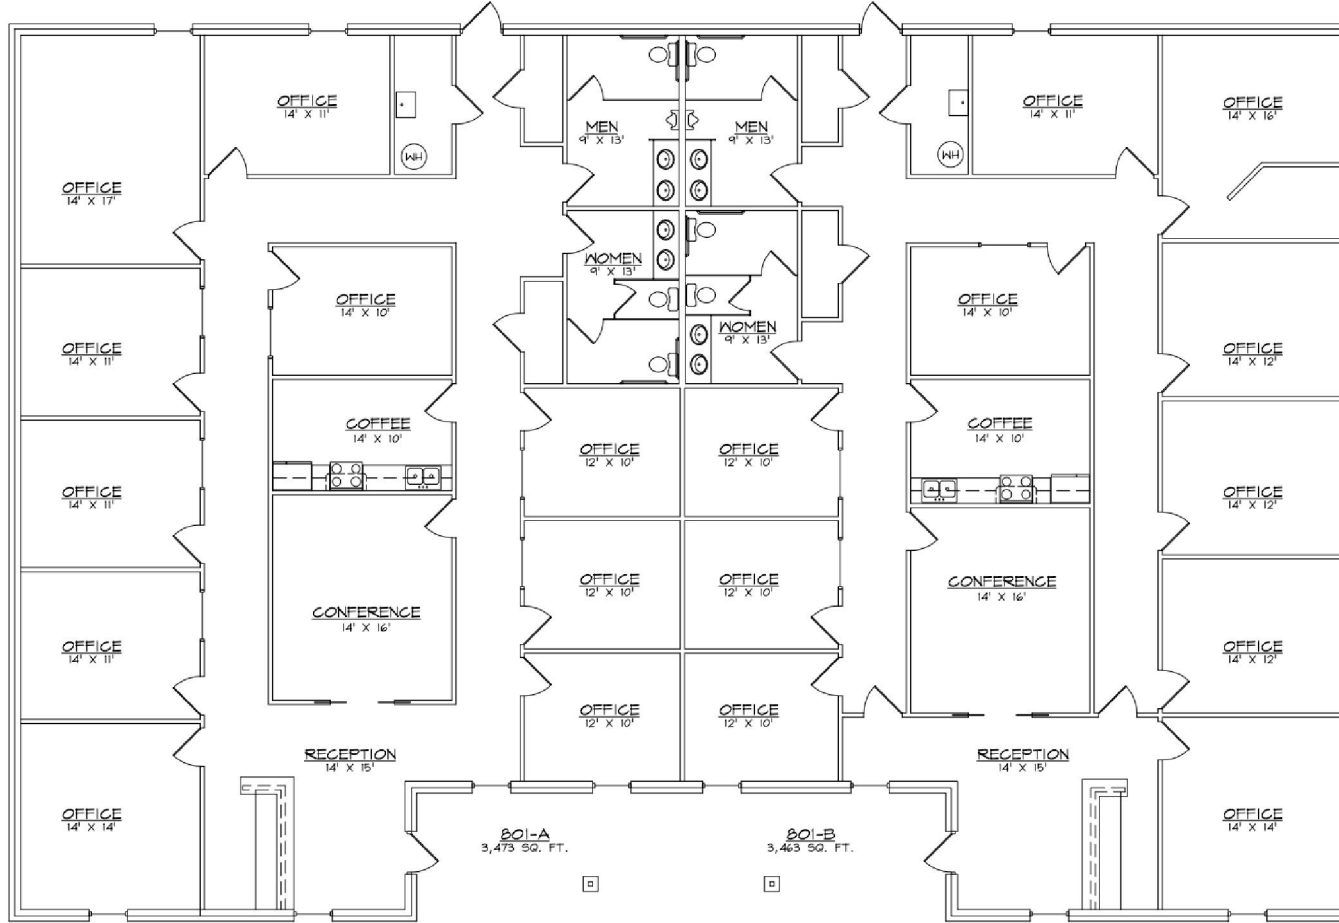 OFFICE
14' X 11'
MEN
9' X 13'
MEN
9' X 13'
OFFICE
14' X 11'
OFFICE
14' X 16'
WH
WH
OFFICE
14' X 17'
WOMEN
9' X 13'
OFFICE
14' X 10'
OFFICE
14' X 10'
WOMEN
9' X 13'
OFFICE
14' X 11'
OFFICE
14' X 12'
COFFEE
14' X 10'
COFFEE
14' X 10'
OFFICE
12' X 10'
OFFICE
12' X 10'
OFFICE
14' X 11'
OFFICE
14' X 12'
OFFICE
12' X 10'
OFFICE
12' X 10'
CONFERENCE
14' X 16'
CONFERENCE
14' X 16'
OFFICE
14' X 11'
OFFICE
14' X 12'
OFFICE
12' X 10'
OFFICE
12' X 10'
RECEPTION
14' X 15'
RECEPTION
14' X 15'
OFFICE
14' X 14'
801-A
3,473 SQ. FT.
801-B
3,463 SQ. FT.
OFFICE
14' X 14'